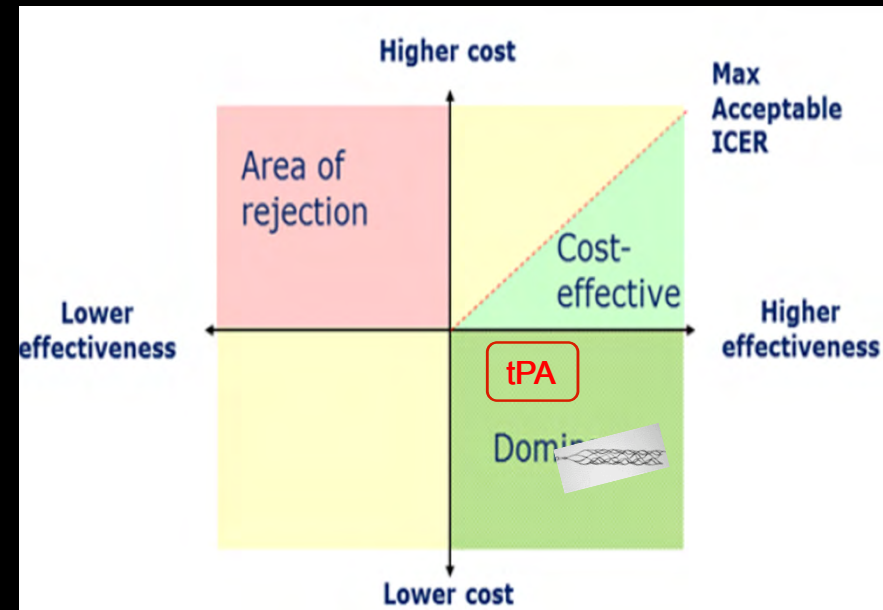 Higher cost
Max
Acceptable
ICER
Area of
rejection
Cost-
effective
Lower
effectiveness
Higher
effectiveness
tPA
Lower cost